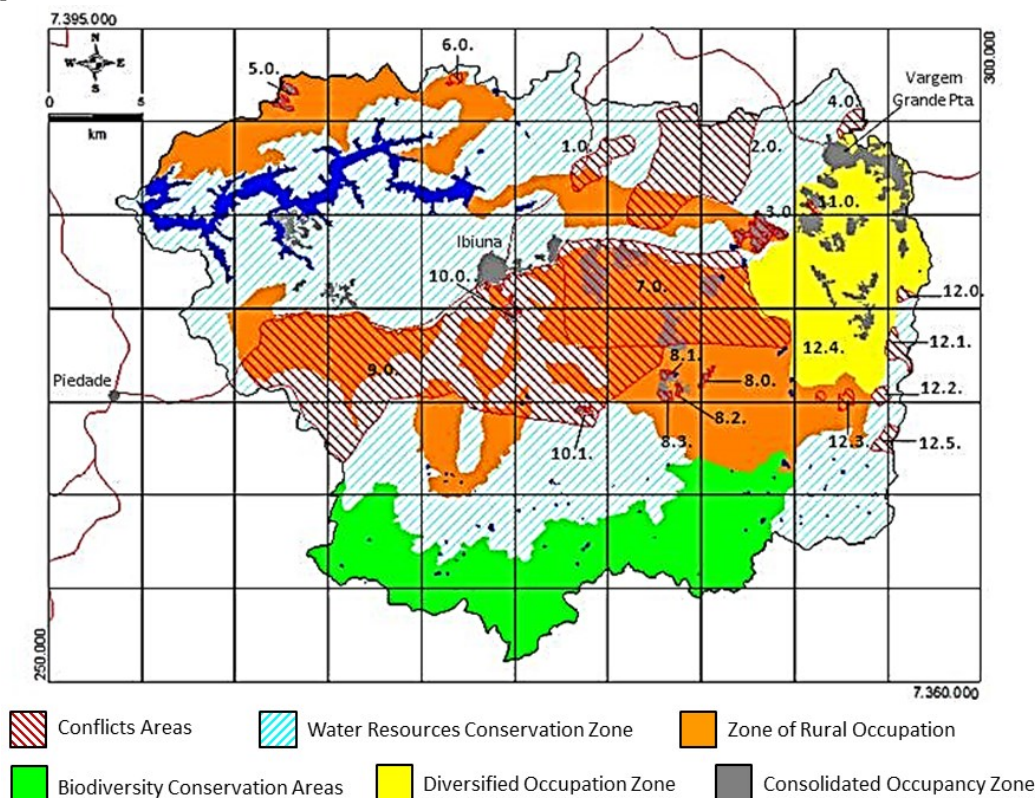 7.395.000
N
W E
S
0 5
km
300.000
5.0.
6.0.
Vargem
Grande Pta.
4.0.
1.0.
2.0.
11.0.
3.0.
Ibiuna
10.0.
7.0.
12.0.
12.1.
12.4.
8.1.
9.0.
8.0.
Piedade
12.2.
8.2.
8.3.
12.3.
12.5.
10.1.
250.000
7.360.000
Conflicts Areas
Water Resources Conservation Zone
Zone of Rural Occupation
Biodiversity Conservation Areas
Diversified Occupation Zone
Consolidated Occupancy Zone